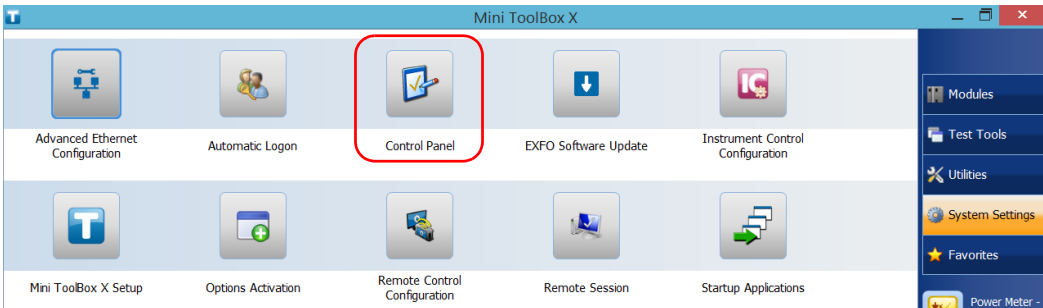 Mini ToolBox X
Advanced Ethernet
Configuration
Automatic Logon
Control Panel
EXFO Software Update
IC
Instrument Control
Configuration
T
Mini ToolBox X Setup
Options Activation
Remote Control
Configuration
Remote Session
Startup Applications
Modules
Test Tools
Utilities
System Settings
Favorites
Power Meter -